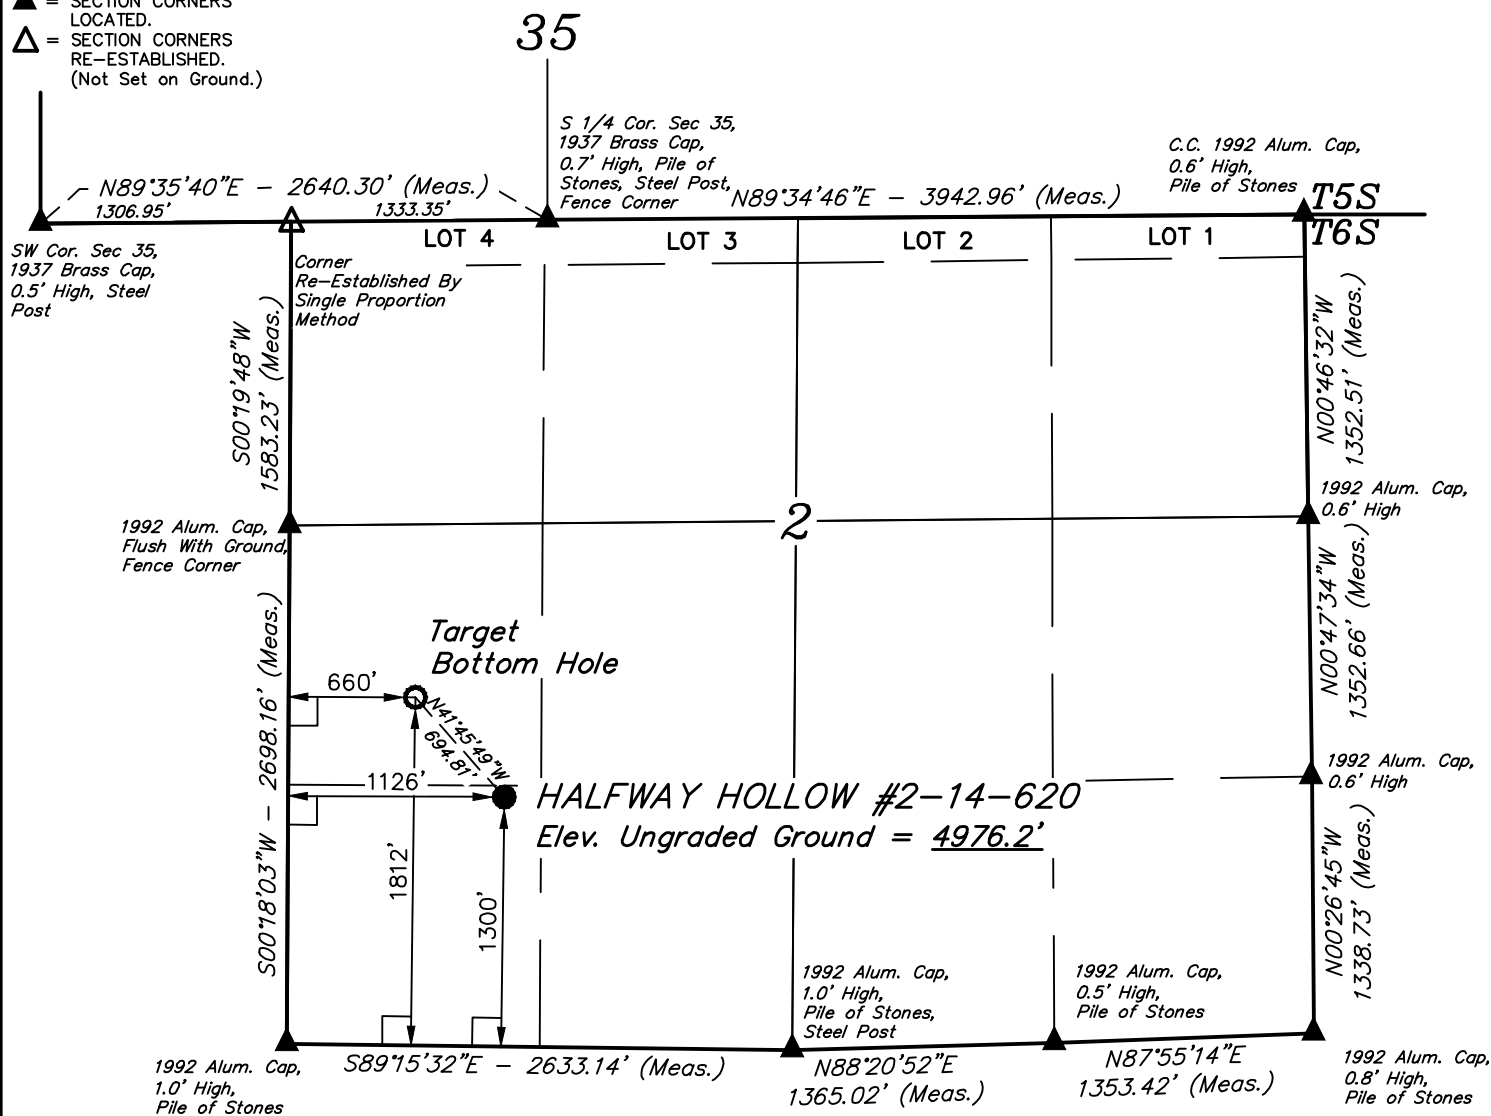 ▲ = SECTION CORNERS
LOCATED.
△ = SECTION CORNERS
RE-ESTABLISHED.
(Not Set on Ground.)
35
S 1/4 Cor. Sec 35,
1937 Brass Cap,
0.7' High, Pile of
Stones, Steel Post,
Fence Corner
C.C. 1992 Alum. Cap,
0.6' High,
Pile of Stones
N89°35'40"E - 2640.30' (Meas.)
1306.95'
1333.35'
N89°34'46"E - 3942.96' (Meas.)
T5S
T6S
LOT 4
LOT 3
LOT 2
LOT 1
SW Cor. Sec 35,
1937 Brass Cap,
0.5' High, Steel
Post
Corner
Re-Established By
Single Proportion
Method
S00°19'48"W
1583.23' (Meas.)
N00°46'32"W
1352.51' (Meas.)
1992 Alum. Cap,
Flush With Ground,
Fence Corner
2
1992 Alum. Cap,
0.6' High
S00°18'03"W - 2698.16' (Meas.)
N00°47'34"W
1352.66' (Meas.)
Target
Bottom Hole
660'
N41°45'49"W
694.81'
1126'
HALFWAY HOLLOW #2-14-620
Elev. Ungraded Ground = 4976.2'
1992 Alum. Cap,
0.6' High
1812'
1300'
N00°26'45"W
1338.73' (Meas.)
1992 Alum. Cap,
1.0' High,
Pile of Stones,
Steel Post
1992 Alum. Cap,
0.5' High,
Pile of Stones
1992 Alum. Cap,
1.0' High,
Pile of Stones
S89°15'32"E - 2633.14' (Meas.)
N88°20'52"E
1365.02' (Meas.)
N87°55'14"E
1353.42' (Meas.)
1992 Alum. Cap,
0.8' High,
Pile of Stones